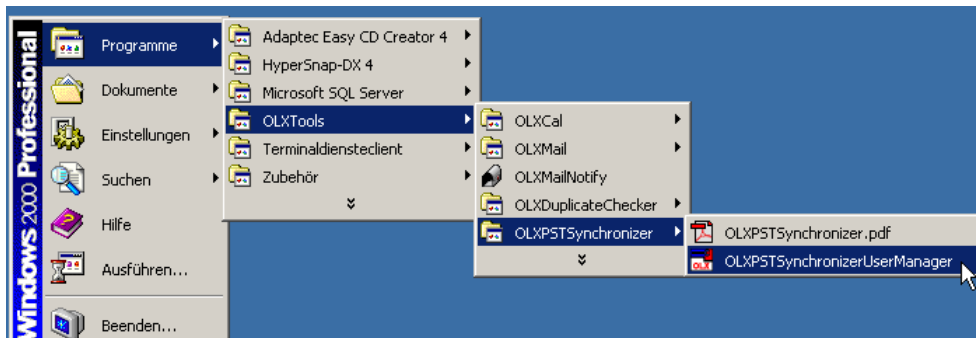 Windows 2000 Professional
Programme
Dokumente
Einstellungen
Suchen
Hilfe
Ausführen...
Beenden...
Adaptec Easy CD Creator 4
HyperSnap-DX 4
Microsoft SQL Server
OLXTools
Terminaldiensteclient
Zubehör
OLXCal
OLXMail
OLXMailNotify
OLXDuplicateChecker
OLXPSTSynchronizer
OLXPSTSynchronizer.pdf
OLXPSTSynchronizerUserManager